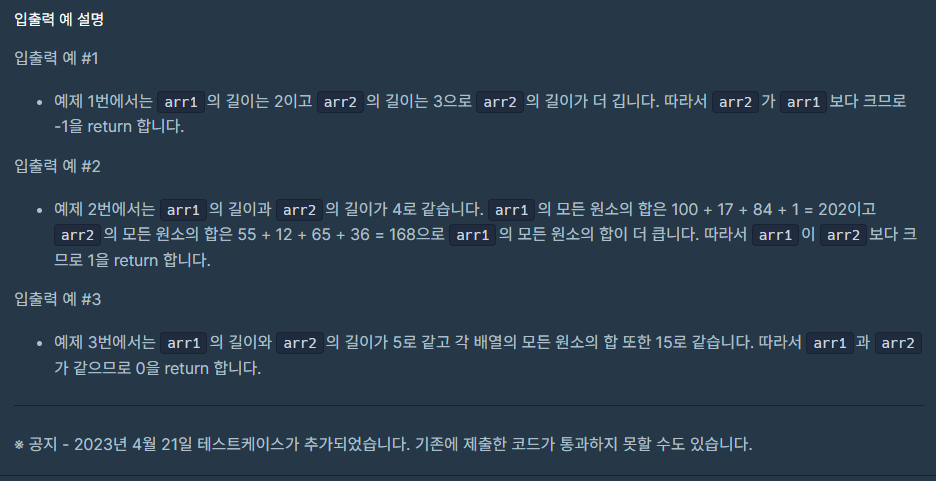 입출력 예 설명
입출력 예 #1
• 예제 1번에서는 arr1 의 길이는 2이고 arr2 의 길이는 3으로 arr2 의 길이가 더 깁니다. 따라서 arr2 가 arr1 보다 크므로
-1을 return 합니다.
입출력 예 #2
• 예제 2번에서는 arr1 의 길이과 arr2 의 길이가 4로 같습니다. arr1 의 모든 원소의 합은 100 + 17 + 84 + 1 = 202이고
arr2 의 모든 원소의 합은 55 + 12 + 65 + 36 = 168으로 arr1 의 모든 원소의 합이 더 큽니다. 따라서 arr1 이 arr2 보다 크
므로 1을 return 합니다.
입출력 예 #3
• 예제 3번에서는 arr1 의 길이와 arr2 의 길이가 5로 같고 각 배열의 모든 원소의 합 또한 15로 같습니다. 따라서 arr1 과 arr2
가 같으므로 0을 return 합니다.
※ 공지 - 2023년 4월 21일 테스트케이스가 추가되었습니다. 기존에 제출한 코드가 통과하지 못할 수도 있습니다.